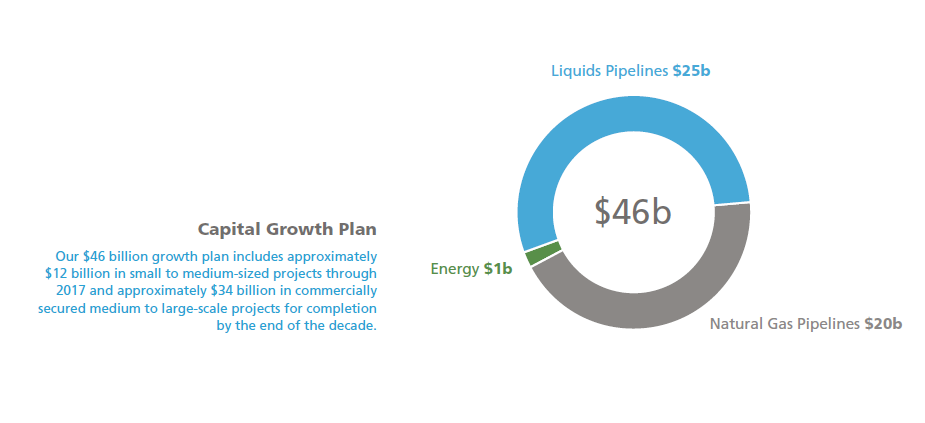 Capital Growth Plan
Our $46 billion growth plan includes approximately
$12 billion in small to medium-sized projects through
2017 and approximately $34 billion in commercially
secured medium to large-scale projects for completion
by the end of the decade.
Liquids Pipelines $25b
$46b
Energy $1b
Natural Gas Pipelines $20b